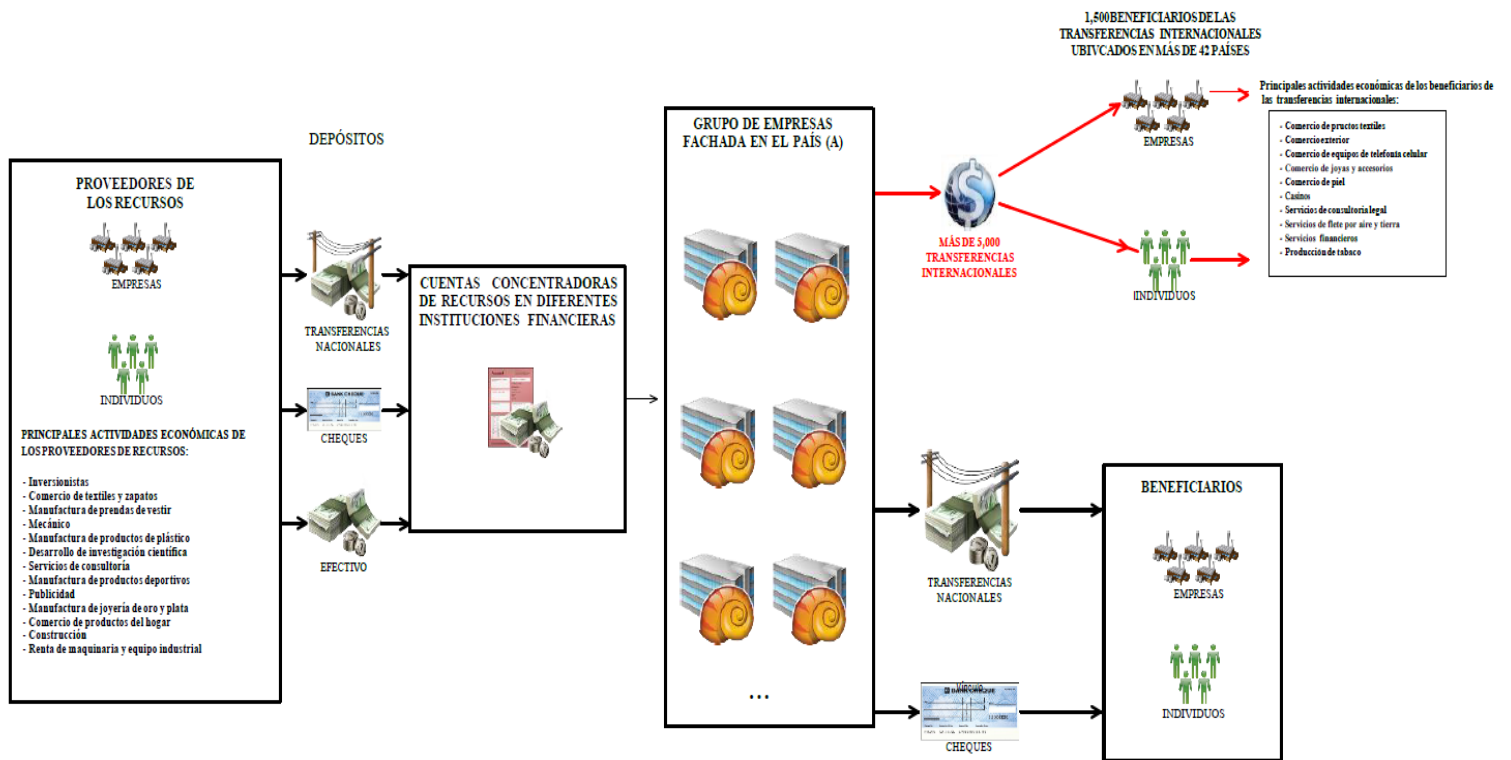 PROVEEDORES DE
LOS RECURSOS
EMPRESAS
INDIVIDUOS
PRINCIPALES ACTIVIDADES ECONÓMICAS DE
LOS PROVEEDORES DE RECURSOS:
- Inversionistas
- Comercio de textiles y zapatos
- Manufactura de prendas de vestir
- Mecánico
- Manufactura de productos de plástico
- Desarrollo de investigación científica
- Servicios de consultoría
- Manufactura de productos deportivos
- Publicidad
- Manufactura de joyería de oro y plata
- Comercio de productos del hogar
- Construcción
- Renta de maquinaria y equipo industrial
DEPÓSITOS
TRANSFERENCIAS
NACIONALES
BANK CHEQUE
CHEQUES
EFECTIVO
CUENTAS CONCENTRADORAS
DE RECURSOS EN DIFERENTES
INSTITUCIONES FINANCIERAS
GRUPO DE EMPRESAS
FACHADA EN EL PAÍS (A)
...
MÁS DE 5,000
TRANSFERENCIAS
INTERNACIONALES
1,500BENEFICIARIOS DE LAS
TRANSFERENCIAS INTERNACIONALES
UBIVCADOS EN MÁS DE 42 PAÍSES
EMPRESAS
INDIVIDUOS
Principales actividades económicas de los beneficiarios de
las transferencias internacionales:
- Comercio de pructos textiles
- Comercio exterior
- Comercio de equipos de telefonía celular
- Comercio de joyas y accesorios
- Comercio de piel
- Casinos
- Servicios de consultoría legal
- Servicios de flete por aire y tierra
- Servicios financieros
- Producción de tabaco
TRANSFERENCIAS
NACIONALES
BANK CHEQUE
CHEQUES
BENEFICIARIOS
EMPRESAS
INDIVIDUOS